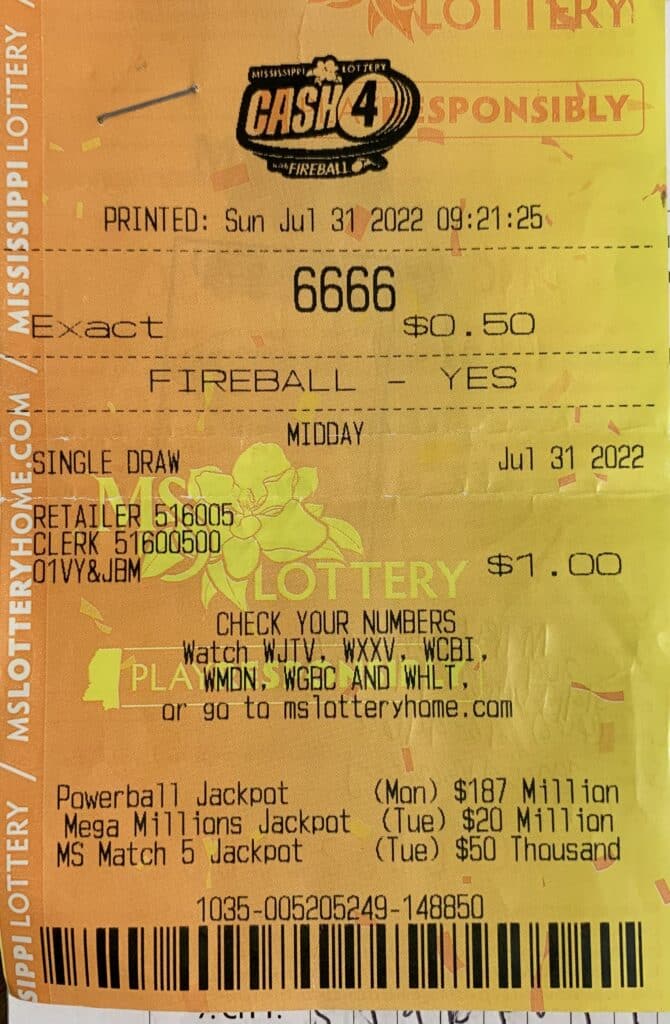 LOTTERY
MISSISSIPPI LOTTERY
CASH 4
WITH FIREBALL
RESPONSIBLY
PRINTED: Sun Jul 31 2022 09:21:25
6666
Exact $0.50
FIREBALL - YES
MIDDAY
SINGLE DRAW Jul 31 2022
RETAILER 516005
CLERK 51600500
01VY&JBM $1.00
MS
LOTTERY
CHECK YOUR NUMBERS
Watch WJTV, WXXV, WCBI,
WMDN, WGBC AND WHLT,
PLAY
or go to mslotteryhome.com
Powerball Jackpot (Mon) $187 Million
Mega Millions Jackpot (Tue) $20 Million
MS Match 5 Jackpot (Tue) $50 Thousand
1035-005205249-148850
SIPPI LOTTERY / MSLOTTERYHOME.COM / MISSISSIPPI LOTTERY /